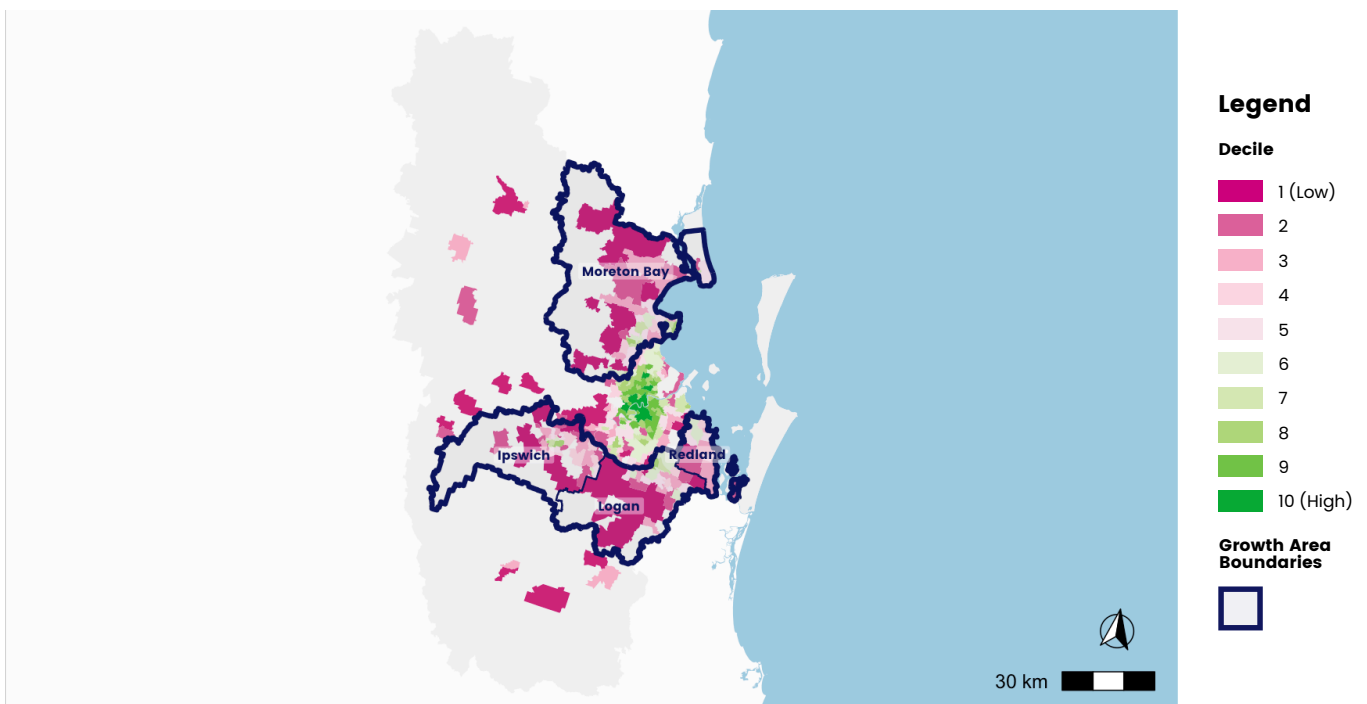 Legend
Decile
1 (Low)
2
3
4
5
6
7
8
9
10 (High)
Growth Area
Boundaries
Moreton Bay
Ipswich
Redland
Logan
30 km